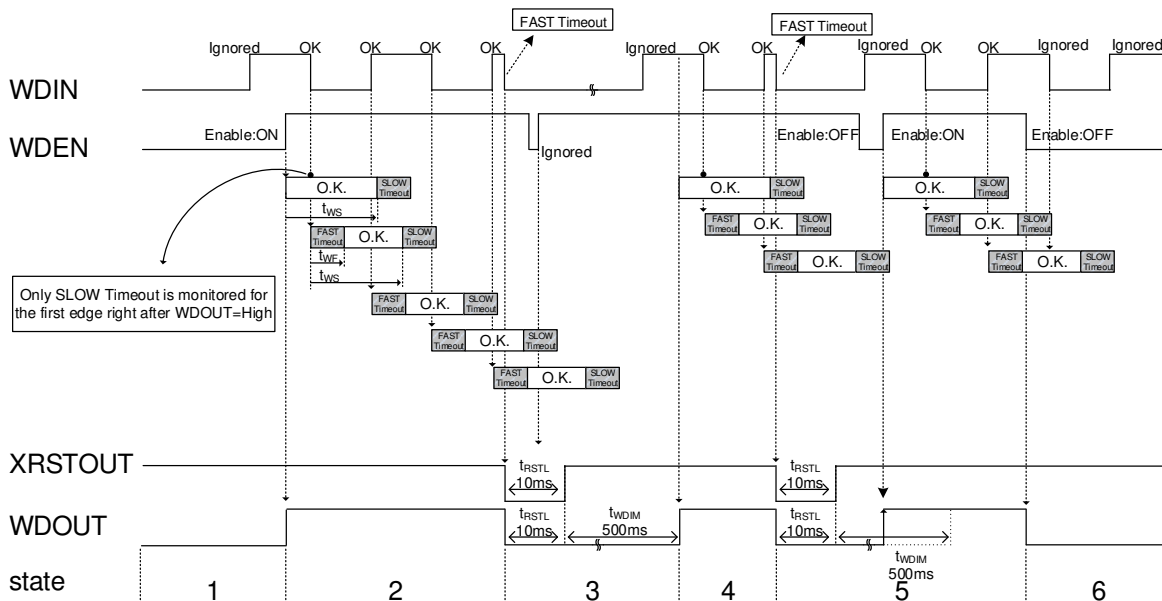 FAST Timeout
FAST Timeout
Ignored OK OK OK OK Ignored OK OK Ignored OK OK Ignored Ignored
WDIN
Enable:ON Enable:OFF Enable:ON Enable:OFF
WDEN
Ignored
O.K. SLOW Timeout O.K. SLOW Timeout O.K. SLOW Timeout
tWS
FAST Timeout O.K. SLOW Timeout FAST Timeout O.K. SLOW Timeout FAST Timeout O.K. SLOW Timeout
tWF
FAST Timeout O.K. SLOW Timeout FAST Timeout O.K. SLOW Timeout
tWS
Only SLOW Timeout is monitored for
the first edge right after WDOUT=High
FAST Timeout O.K. SLOW Timeout
FAST Timeout O.K. SLOW Timeout
FAST Timeout O.K. SLOW Timeout
XRSTOUT
tRSTL
10ms
tRSTL
10ms
WDOUT
tRSTL
10ms
tWDIM
500ms
tRSTL
10ms
tWDIM
500ms
state 1 2 3 4 5 6